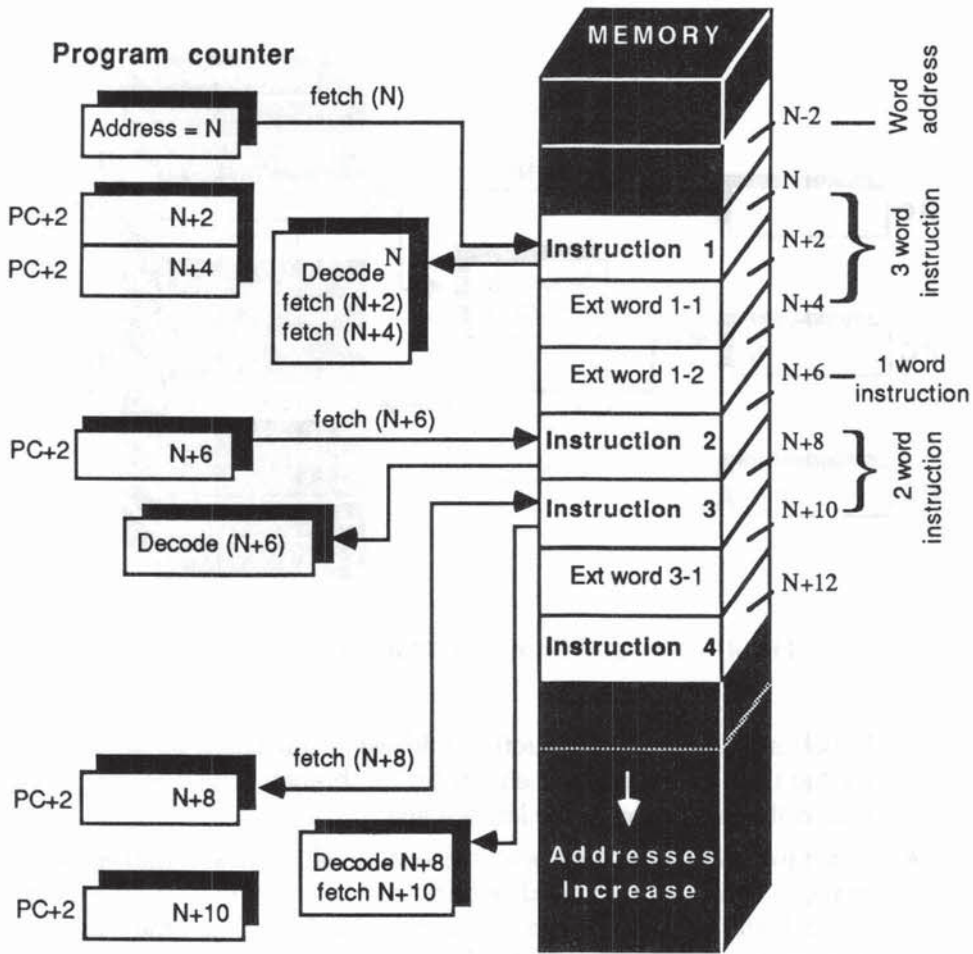 Program counter
fetch (N)
Address = N
PC+2
N+2
PC+2
N+4
Decode N
fetch (N+2)
fetch (N+4)
fetch (N+6)
PC+2
N+6
Decode (N+6)
fetch (N+8)
PC+2
N+8
Decode N+8
fetch N+10
PC+2
N+10
MEMORY
Instruction 1
Ext word 1-1
Ext word 1-2
Instruction 2
Instruction 3
Ext word 3-1
Instruction 4
Addresses
Increase
N-2
N
N+2
N+4
N+6
N+8
N+10
N+12
Word
address
3 word
instruction
1 word
instruction
2 word
instruction